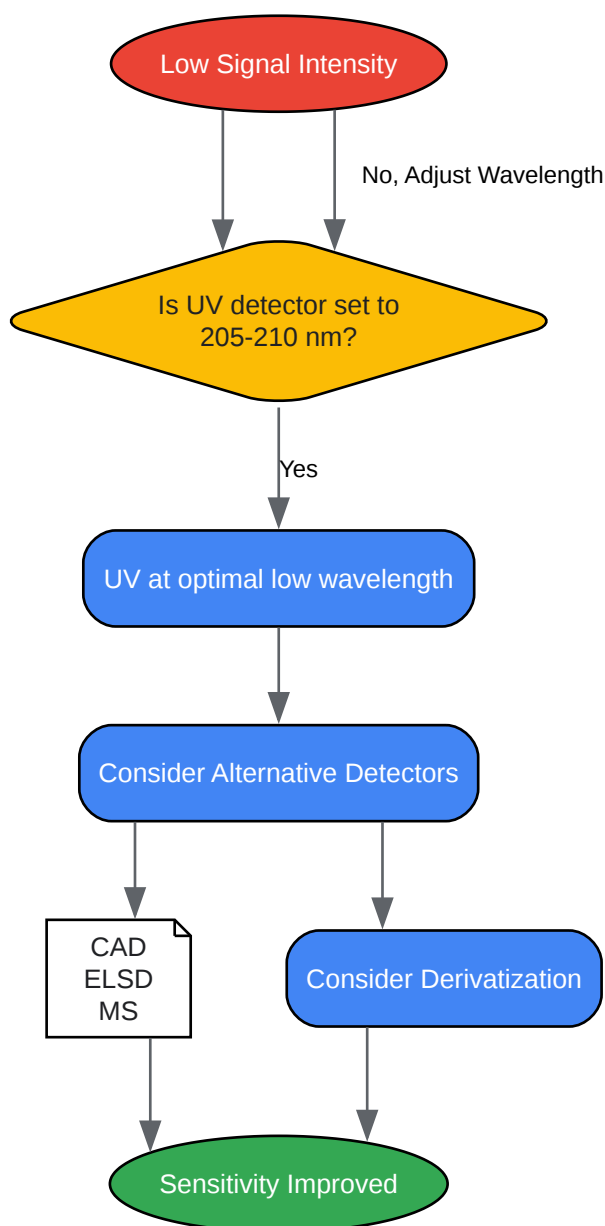 Low Signal Intensity
No, Adjust Wavelength
Is UV detector set to
205-210 nm?
Yes
UV at optimal low wavelength
Consider Alternative Detectors
CAD
ELSD
MS
Consider Derivatization
Sensitivity Improved